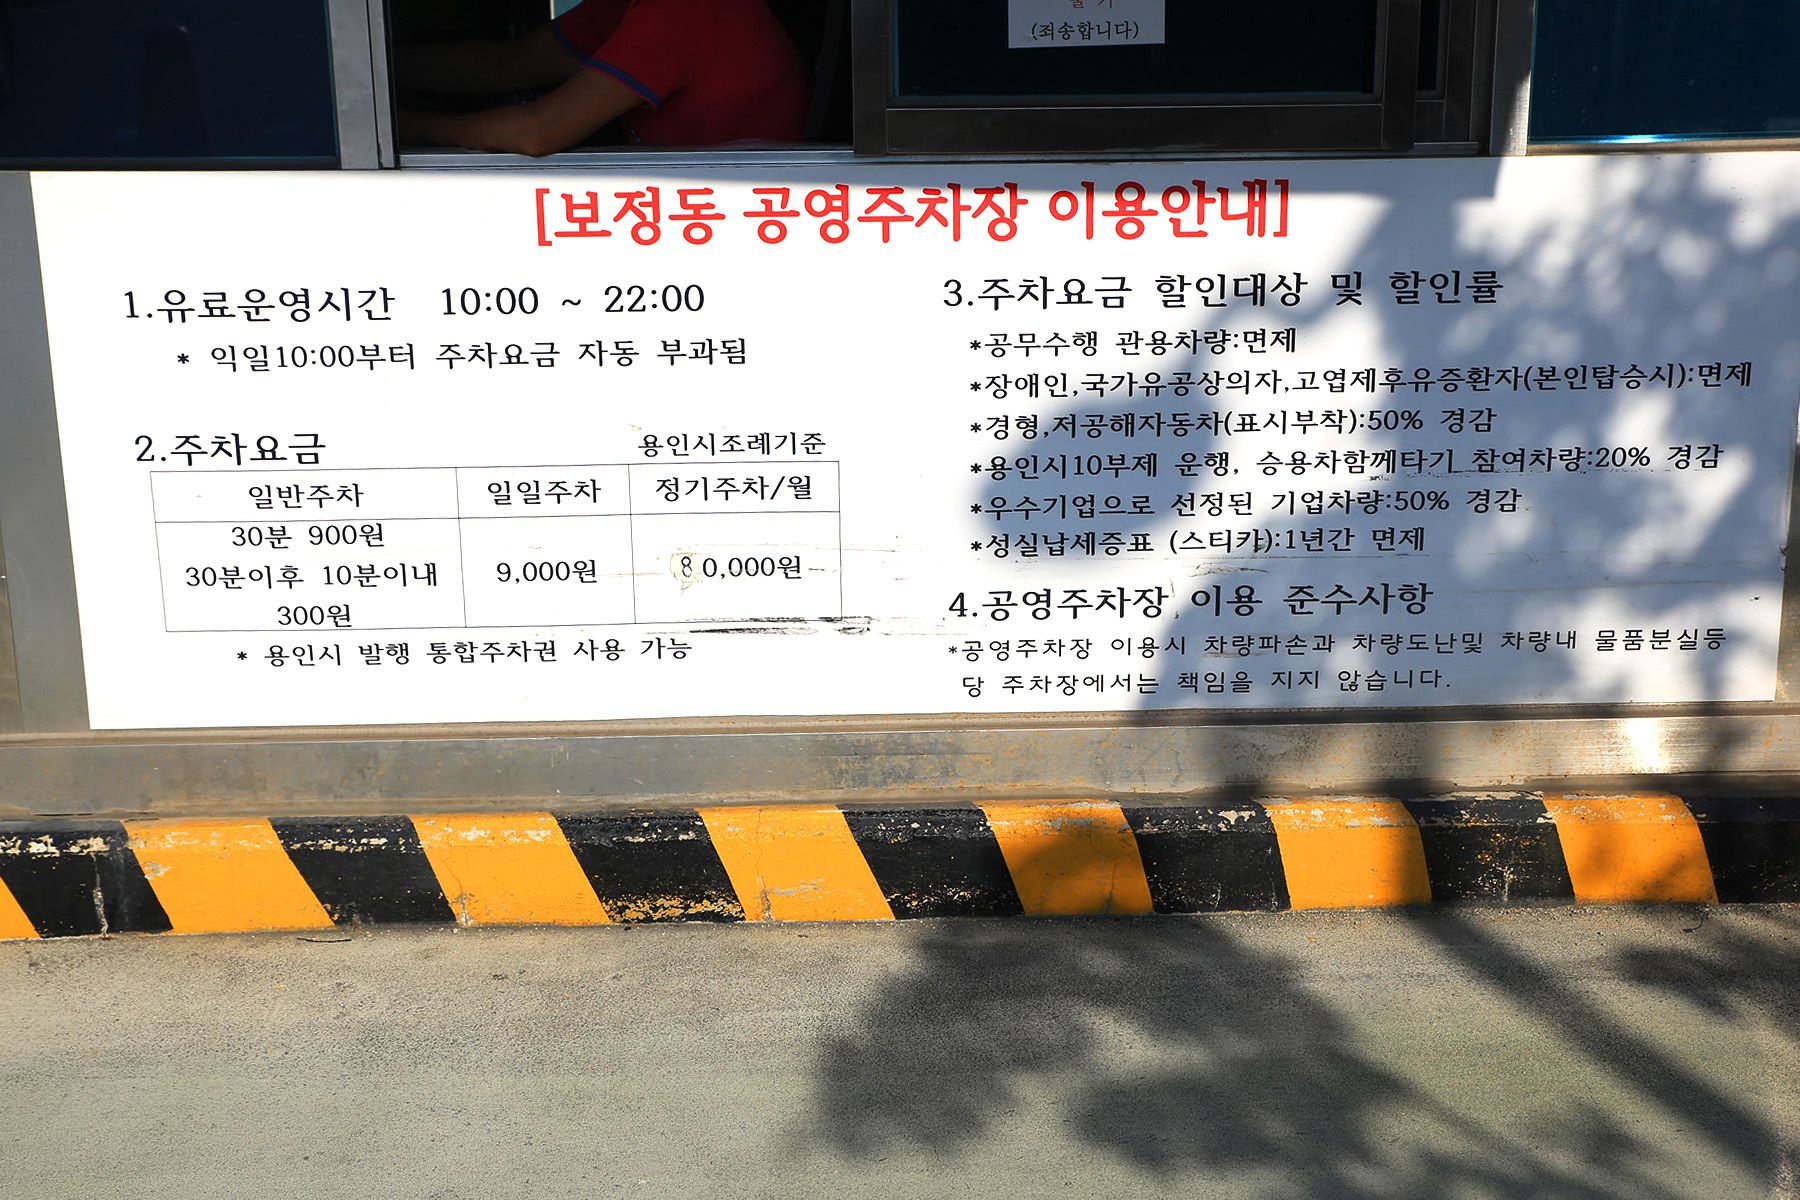 (죄송합니다)
[보정동 공영주차장 이용안내]
1.유료운영시간 10:00 ~ 22:00
* 익일10:00부터 주차요금 자동 부과됨
2.주차요금
용인시조례기준
일반주차 일일주차 정기주차/월
30분 900원
30분이후 10분이내
300원
9,000원
80,000원
* 용인시 발행 통합주차권 사용 가능
3.주차요금 할인대상 및 할인률
*공무수행 관용차량:면제
*장애인,국가유공상의자,고엽제후유증환자(본인탑승시):면제
*경형,저공해자동차(표시부착):50% 경감
*용인시10부제 운행, 승용차함께타기 참여차량:20% 경감
*우수기업으로 선정된 기업차량:50% 경감
*성실납세증표 (스티카):1년간 면제
4.공영주차장 이용 준수사항
*공영주차장 이용시 차량파손과 차량도난및 차량내 물품분실등
당 주차장에서는 책임을 지지 않습니다.